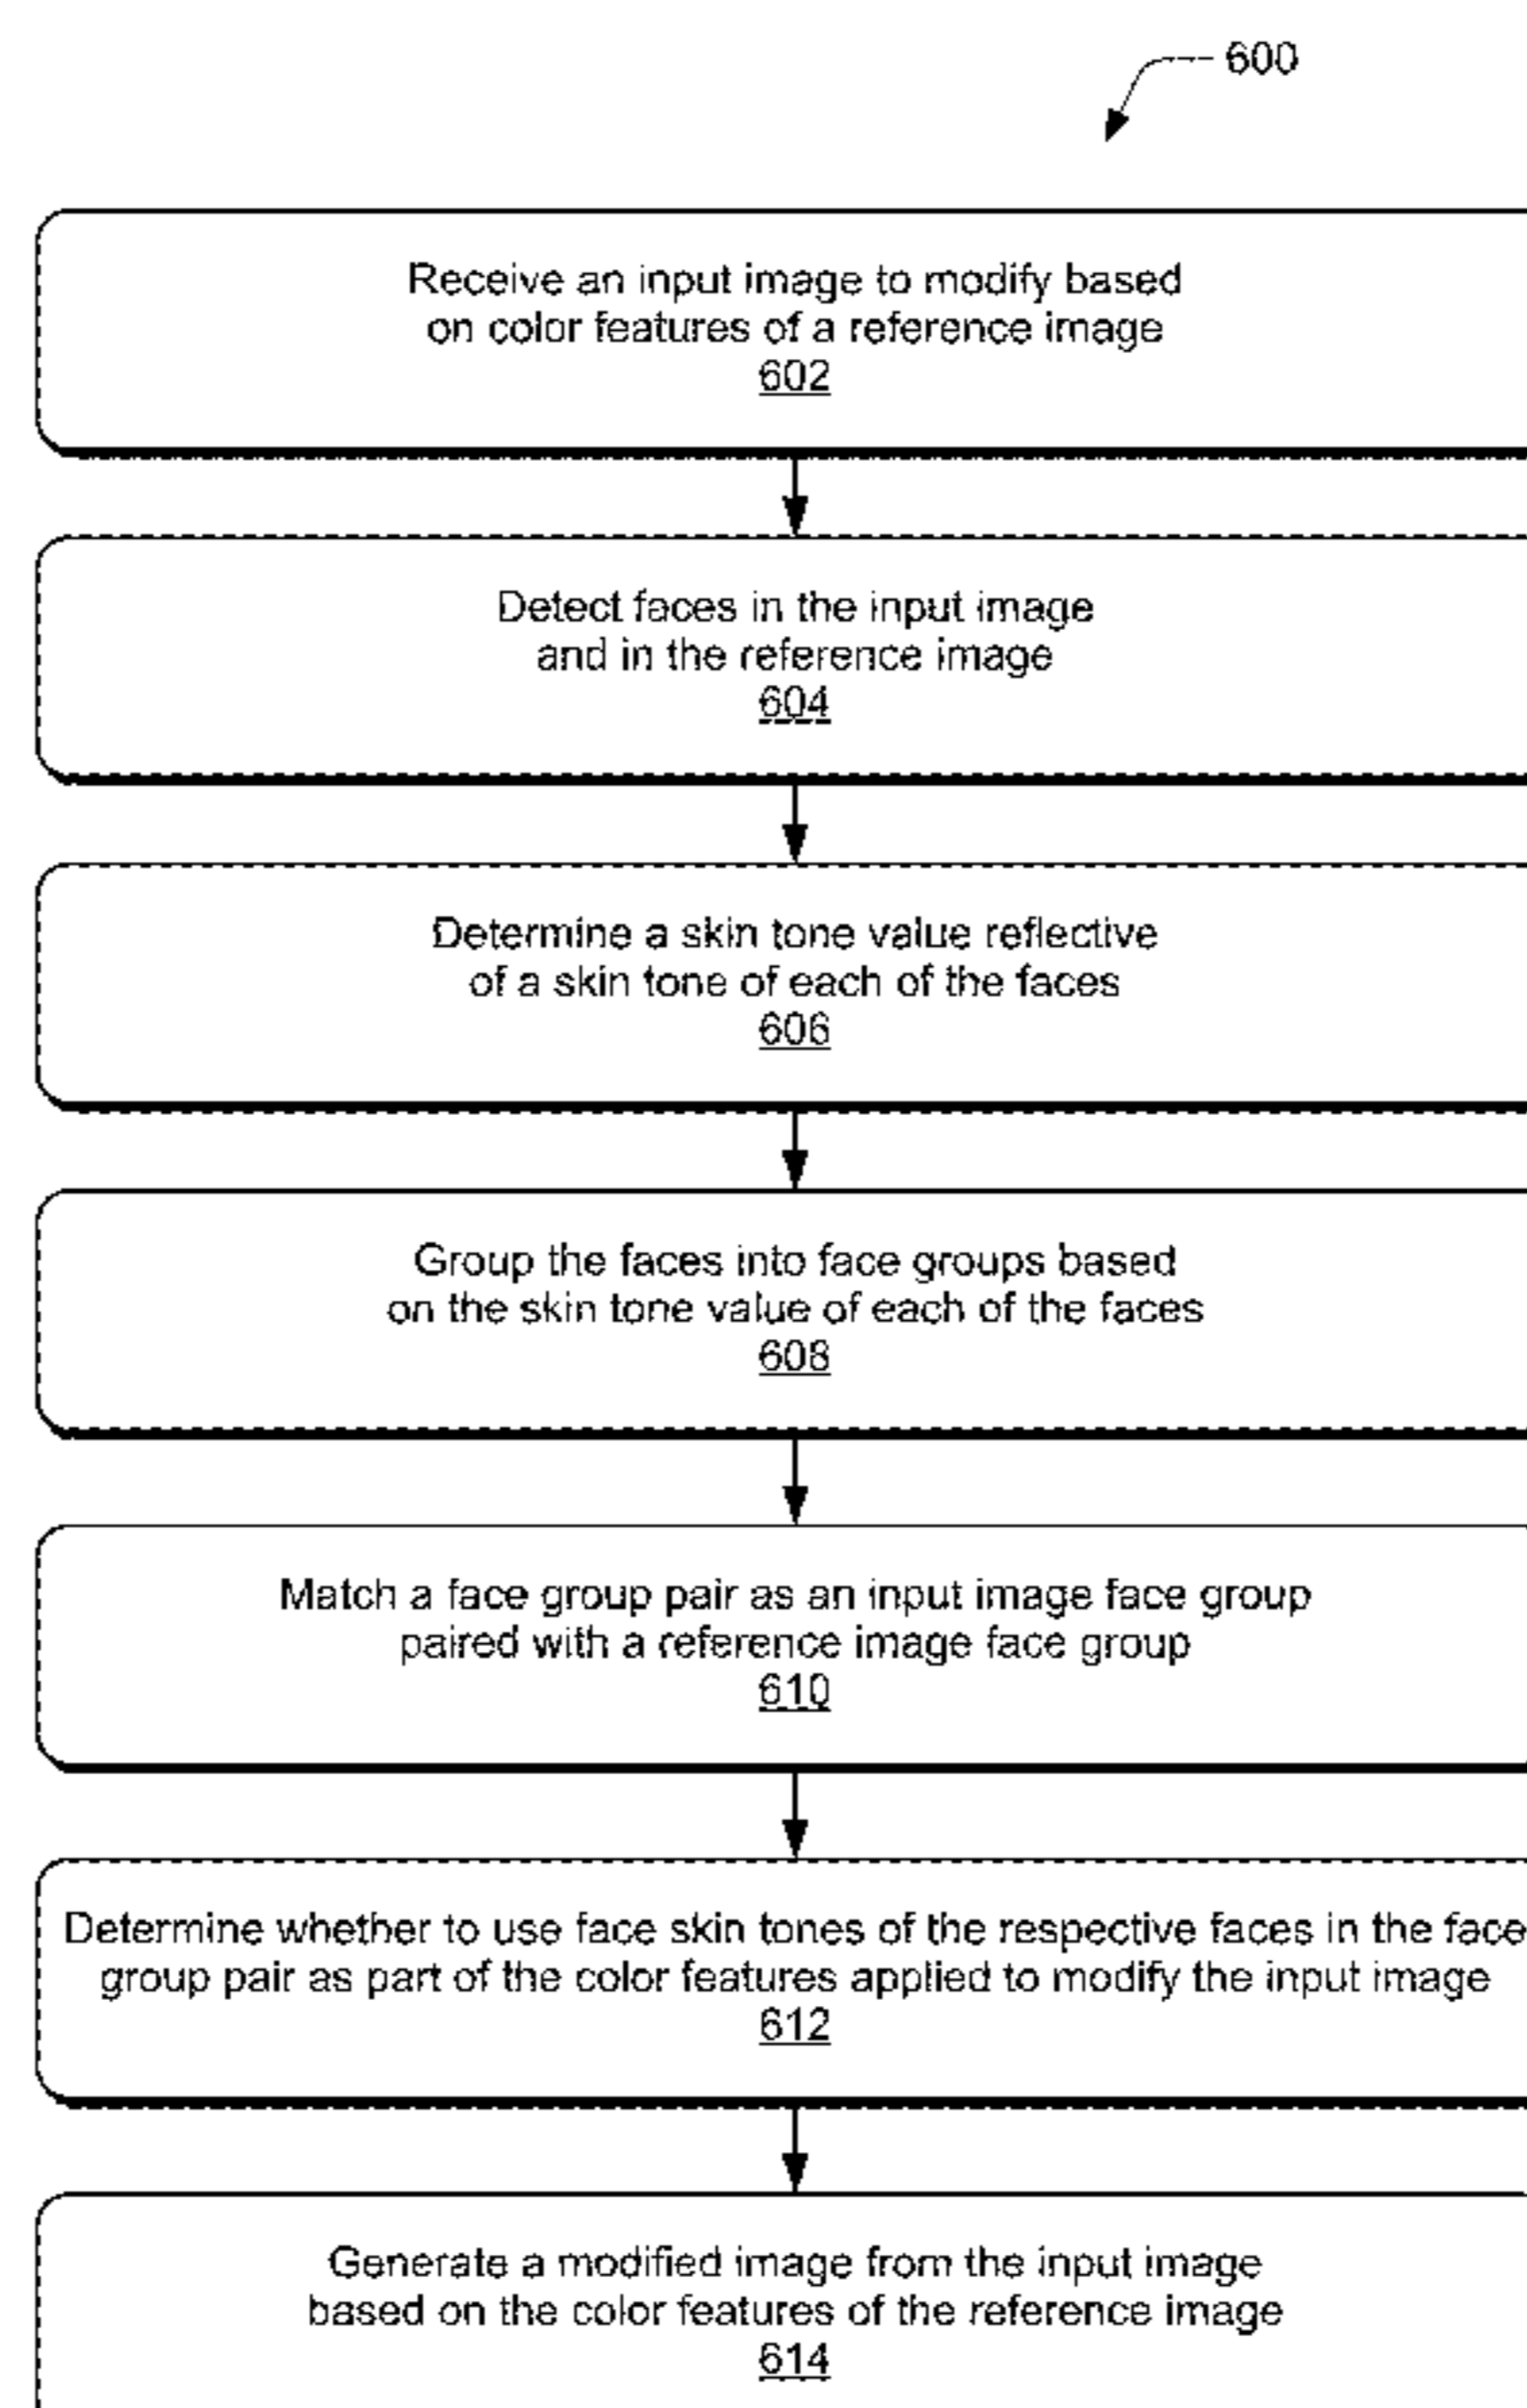 600
Receive an input image to modify based
on color features of a reference image
602
Detect faces in the input image
and in the reference image
604
Determine a skin tone value reflective
of a skin tone of each of the faces
606
Group the faces into face groups based
on the skin tone value of each of the faces
608
Match a face group pair as an input image face group
paired with a reference image face group
610
Determine whether to use face skin tones of the respective faces in the face
group pair as part of the color features applied to modify the input image
612
Generate a modified image from the input image
based on the color features of the reference image
614